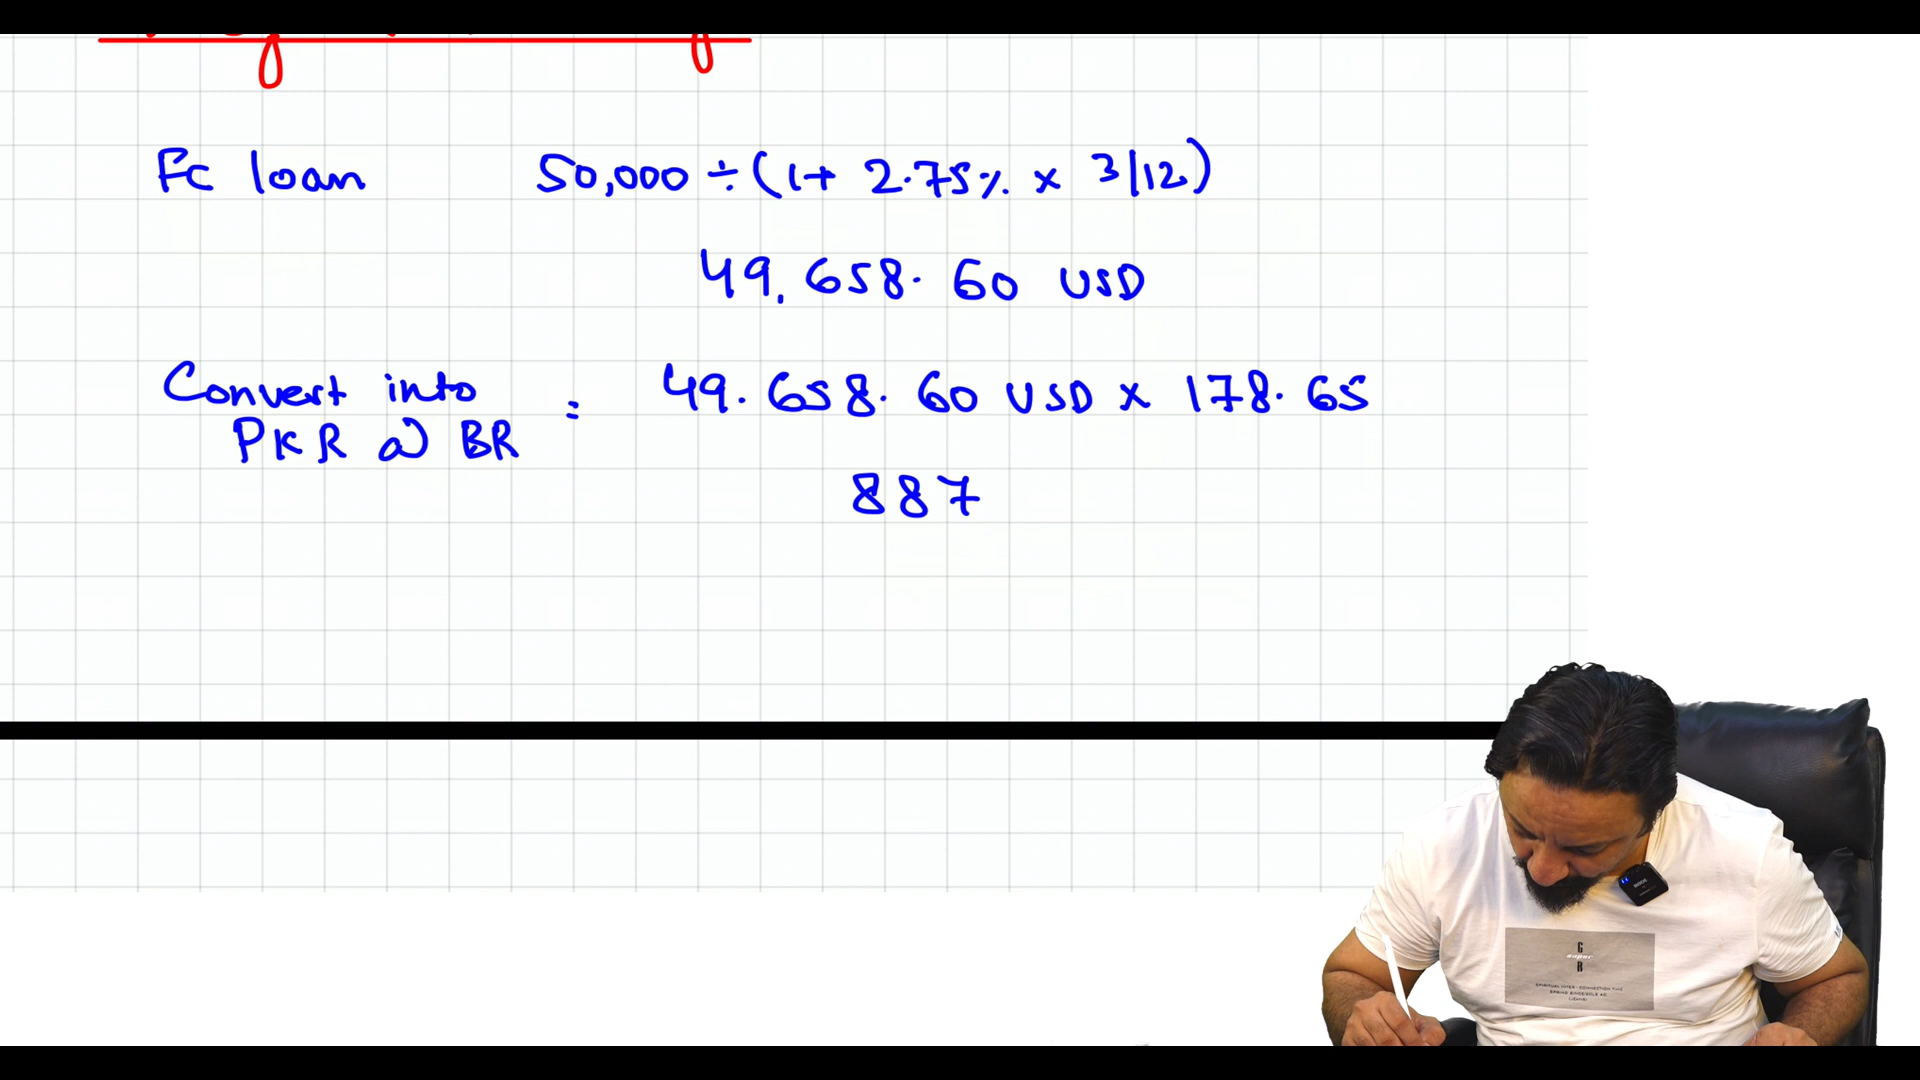 Fc loan 50,000 ÷ (1+ 2.75% × 3/12)
49,658.60 USD
Convert into = 49.658.60 USD × 178.65
PKR @ BR
887
G
R